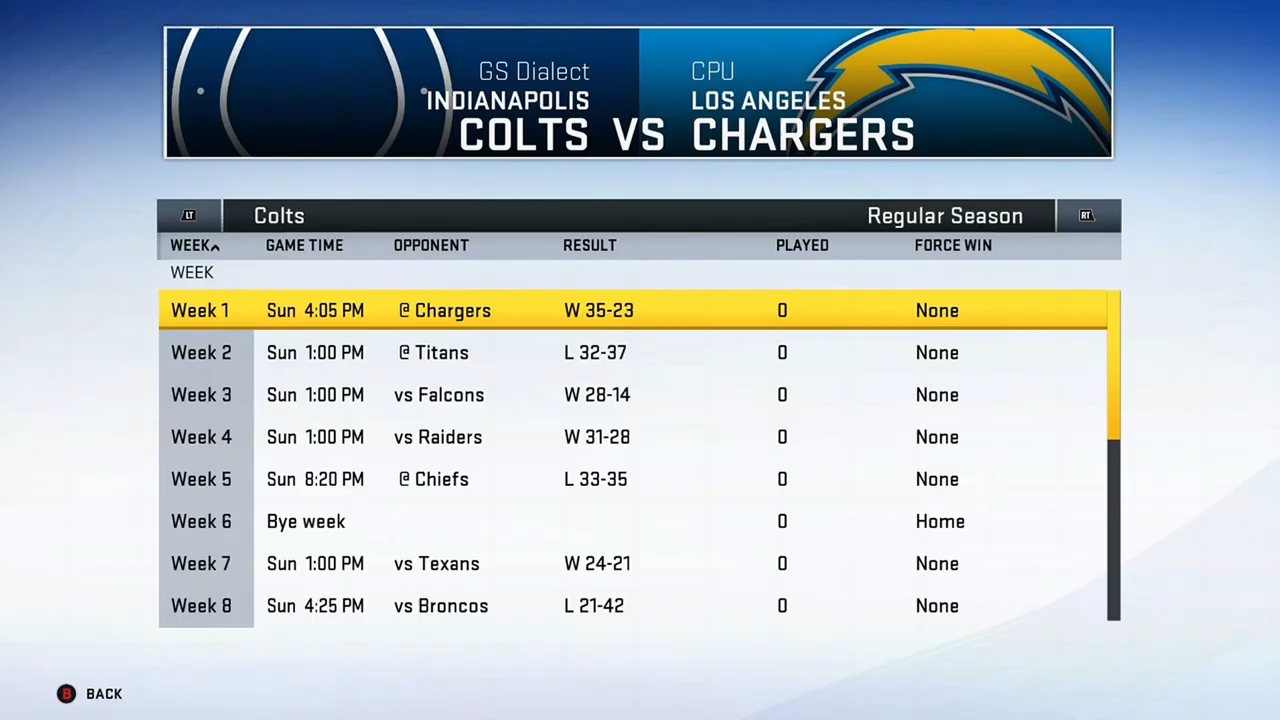 GS Dialect CPU
INDIANAPOLIS LOS ANGELES
COLTS VS CHARGERS
LT Colts Regular Season RT
WEEK GAME TIME OPPONENT RESULT PLAYED FORCE WIN
WEEK
Week 1 Sun 4:05 PM @ Chargers W 35-23 0 None
Week 2 Sun 1:00 PM @ Titans L 32-37 0 None
Week 3 Sun 1:00 PM vs Falcons W 28-14 0 None
Week 4 Sun 1:00 PM vs Raiders W 31-28 0 None
Week 5 Sun 8:20 PM @ Chiefs L 33-35 0 None
Week 6 Bye week 0 Home
Week 7 Sun 1:00 PM vs Texans W 24-21 0 None
Week 8 Sun 4:25 PM vs Broncos L 21-42 0 None
B BACK